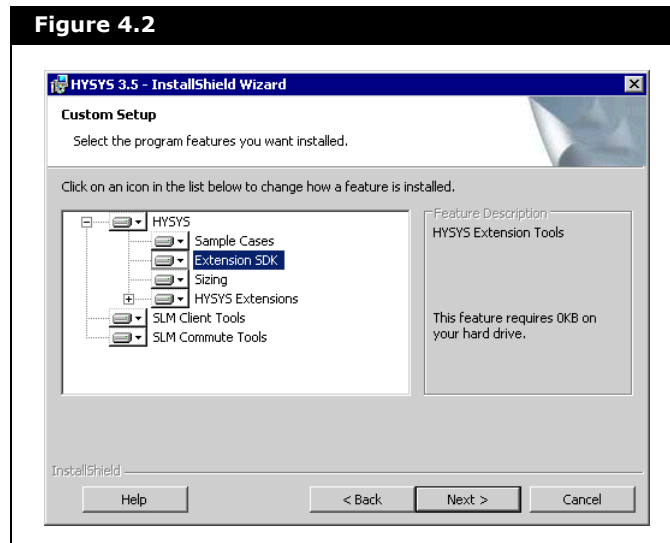 Figure 4.2
HYSYS 3.5 - InstallShield Wizard
Custom Setup
Select the program features you want installed.
Click on an icon in the list below to change how a feature is installed.
HYSYS
Sample Cases
Extension SDK
Sizing
HYSYS Extensions
SLM Client Tools
SLM Commute Tools
Feature Description
HYSYS Extension Tools
This feature requires 0KB on
your hard drive.
InstallShield
Help
< Back
Next >
Cancel